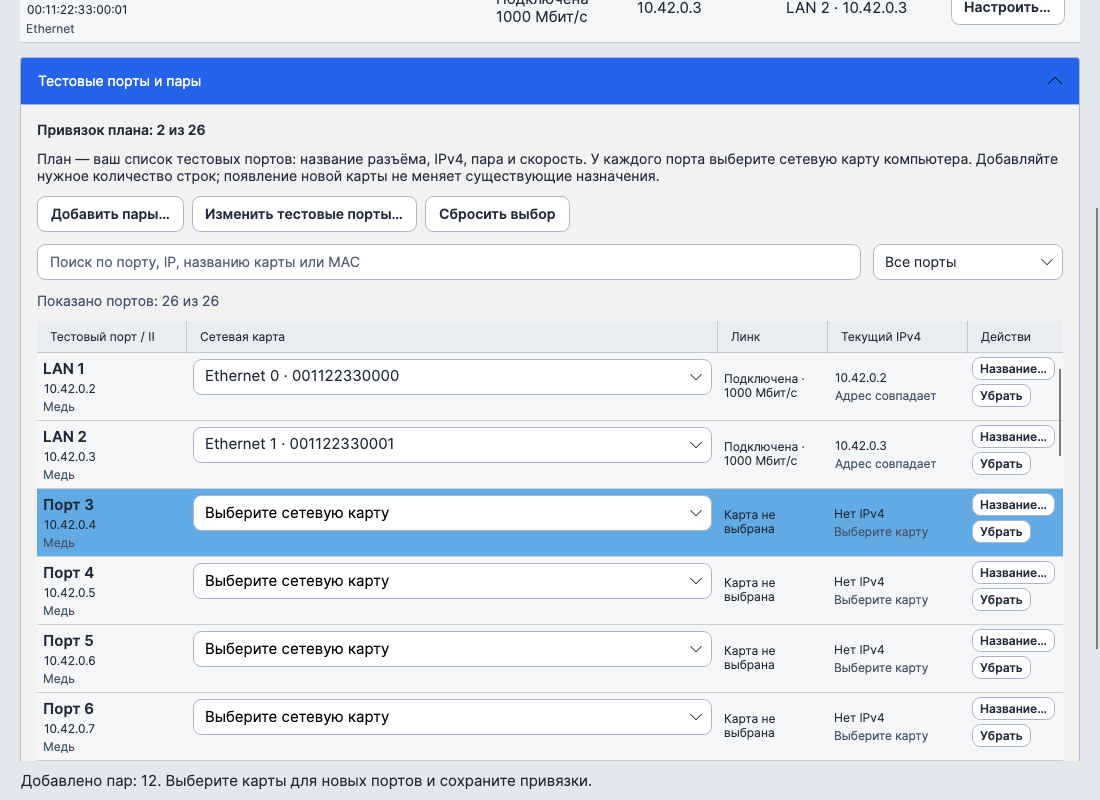 00:11:22:33:00:01
Ethernet
Подключена ·
1000 Мбит/с
10.42.0.3
LAN 2 · 10.42.0.3
Настроить...
Тестовые порты и пары
Привязок плана: 2 из 26
План — ваш список тестовых портов: название разъёма, IPv4, пара и скорость. У каждого порта выберите сетевую карту компьютера. Добавляйте
нужное количество строк; появление новой карты не меняет существующие назначения.
Добавить пары...
Изменить тестовые порты...
Сбросить выбор
Поиск по порту, IP, названию карты или MAC
Все порты
Показано портов: 26 из 26
Тестовый порт / II
Сетевая карта
Линк
Текущий IPv4
Действи
LAN 1
10.42.0.2
Медь
Ethernet 0 · 001122330000
Подключена ·
1000 Мбит/с
10.42.0.2
Адрес совпадает
Название...
Убрать
LAN 2
10.42.0.3
Медь
Ethernet 1 · 001122330001
Подключена ·
1000 Мбит/с
10.42.0.3
Адрес совпадает
Название...
Убрать
Порт 3
10.42.0.4
Медь
Выберите сетевую карту
Карта не
выбрана
Нет IPv4
Выберите карту
Название...
Убрать
Порт 4
10.42.0.5
Медь
Выберите сетевую карту
Карта не
выбрана
Нет IPv4
Выберите карту
Название...
Убрать
Порт 5
10.42.0.6
Медь
Выберите сетевую карту
Карта не
выбрана
Нет IPv4
Выберите карту
Название...
Убрать
Порт 6
10.42.0.7
Медь
Выберите сетевую карту
Карта не
выбрана
Нет IPv4
Выберите карту
Название...
Убрать
Добавлено пар: 12. Выберите карты для новых портов и сохраните привязки.